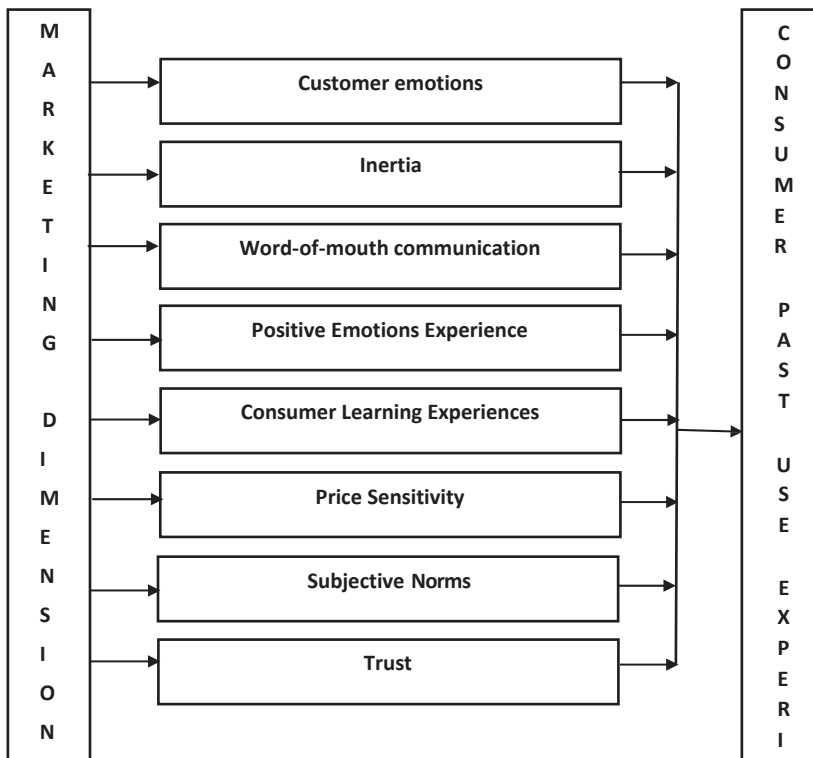 MARKETING DIMENSION
Customer emotions
Inertia
Word-of-mouth communication
Positive Emotions Experience
Consumer Learning Experiences
Price Sensitivity
Subjective Norms
Trust
CONSUMER PAST USE EXPERI